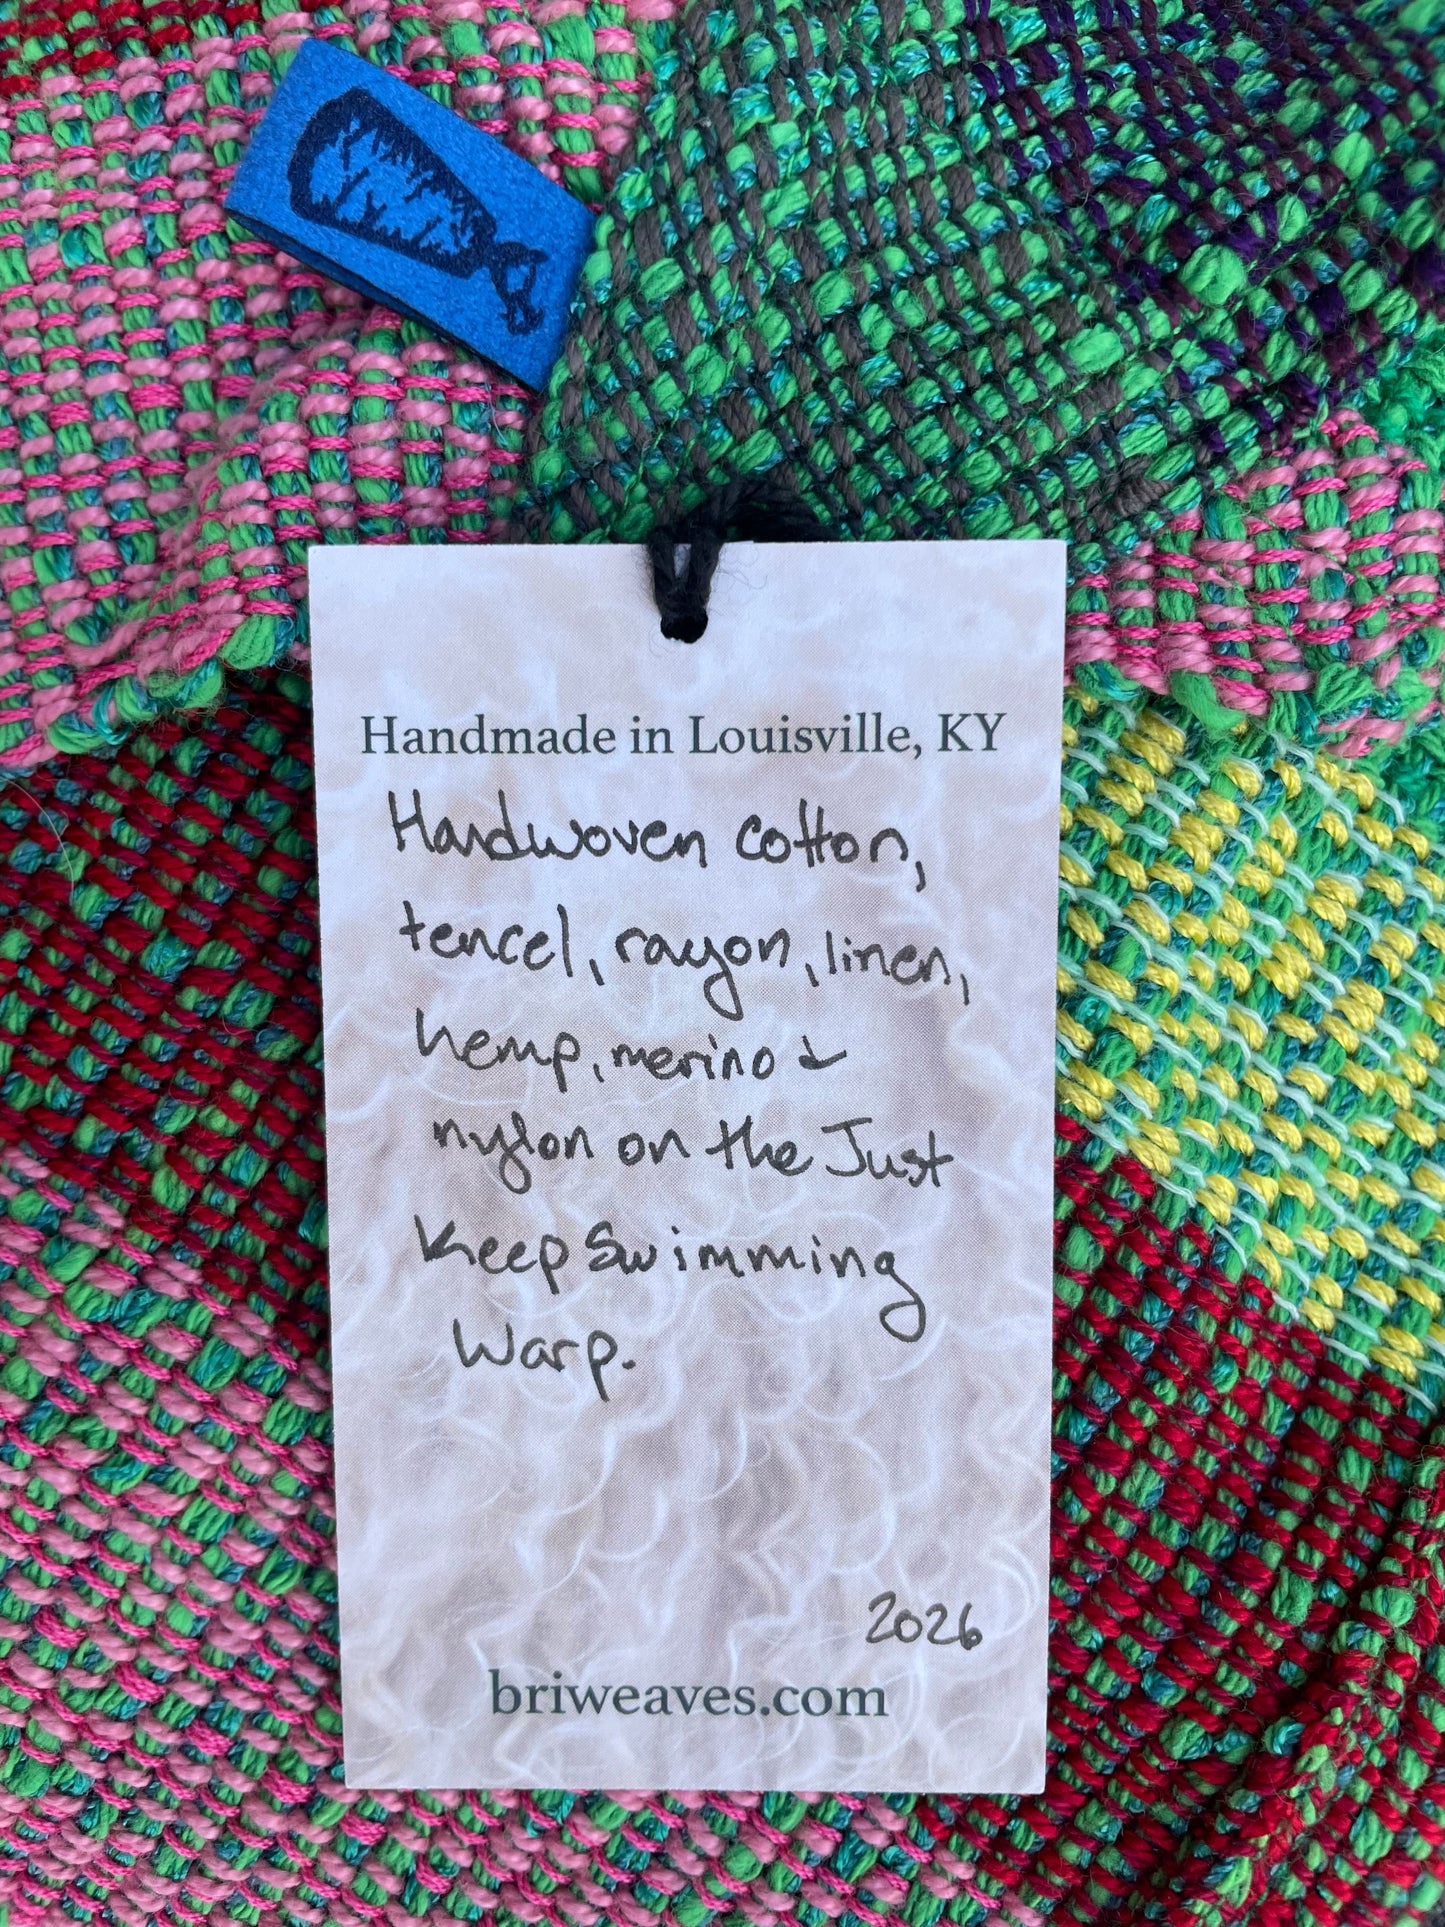 Handmade in Louisville, KY
Handwoven cotton,
tencel, rayon, linen,
hemp, merino &
nylon on the Just
Keep Swimming
Warp.
2026
briweaves.com